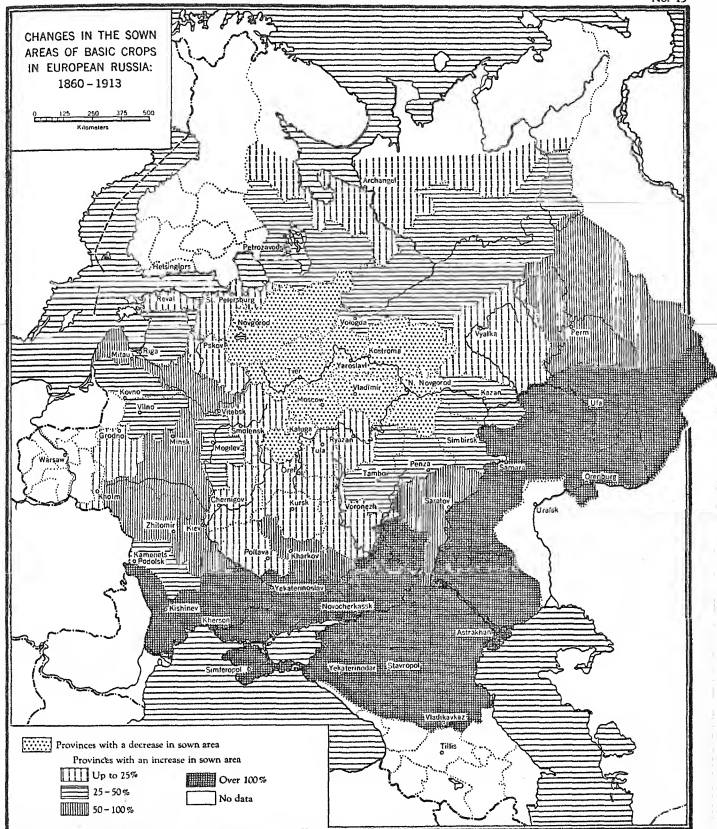 No. 15
CHANGES IN THE SOWN
AREAS OF BASIC CROPS
IN EUROPEAN RUSSIA:
1860–1913
0 125 250 375 500
Kilometers
Archangel
Petrozavodsk
Helsingfors
Reval
St. Petersburg
Novgorod
Vologda
Vyatka
Perm
Pskov
Kostroma
Riga
Mitau
Yaroslavl
Tver
N. Novgorod
Vladimir
Kazan
Moscow
Kovno
Ufa
Vilno
Vitebsk
Smolensk
Kaluga
Ryazan
Simbirsk
Grodno
Minsk
Mogilev
Tula
Warsaw
Penza
Samara
Orel
Tambov
Orenburg
Kholm
Chernigov
Kursk
Voronezh
Saratov
Uralsk
Zhitomir
Kiev
Poltava
Kharkov
Kamenets
Podolsk
Yekaterinoslav
Kishinev
Novocherkassk
Kherson
Astrakhan
Simferopol
Yekaterinodar
Stavropol
Vladikavkaz
Tiflis
Provinces with a decrease in sown area
Provinces with an increase in sown area
Up to 25%
25–50%
50–100%
Over 100%
No data